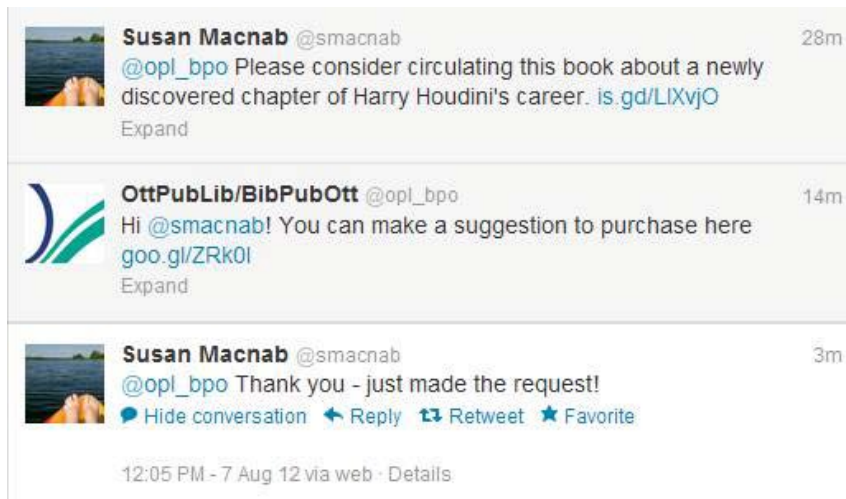 Susan Macnab @smacnab 28m
@opl_bpo Please consider circulating this book about a newly
discovered chapter of Harry Houdini's career. is.gd/LIXvjO
Expand
OttPubLib/BibPubOtt @opl_bpo 14m
Hi @smacnab! You can make a suggestion to purchase here
goo.gl/ZRk0l
Expand
Susan Macnab @smacnab 3m
@opl_bpo Thank you - just made the request!
Hide conversation Reply Retweet Favorite
12:05 PM - 7 Aug 12 via web · Details